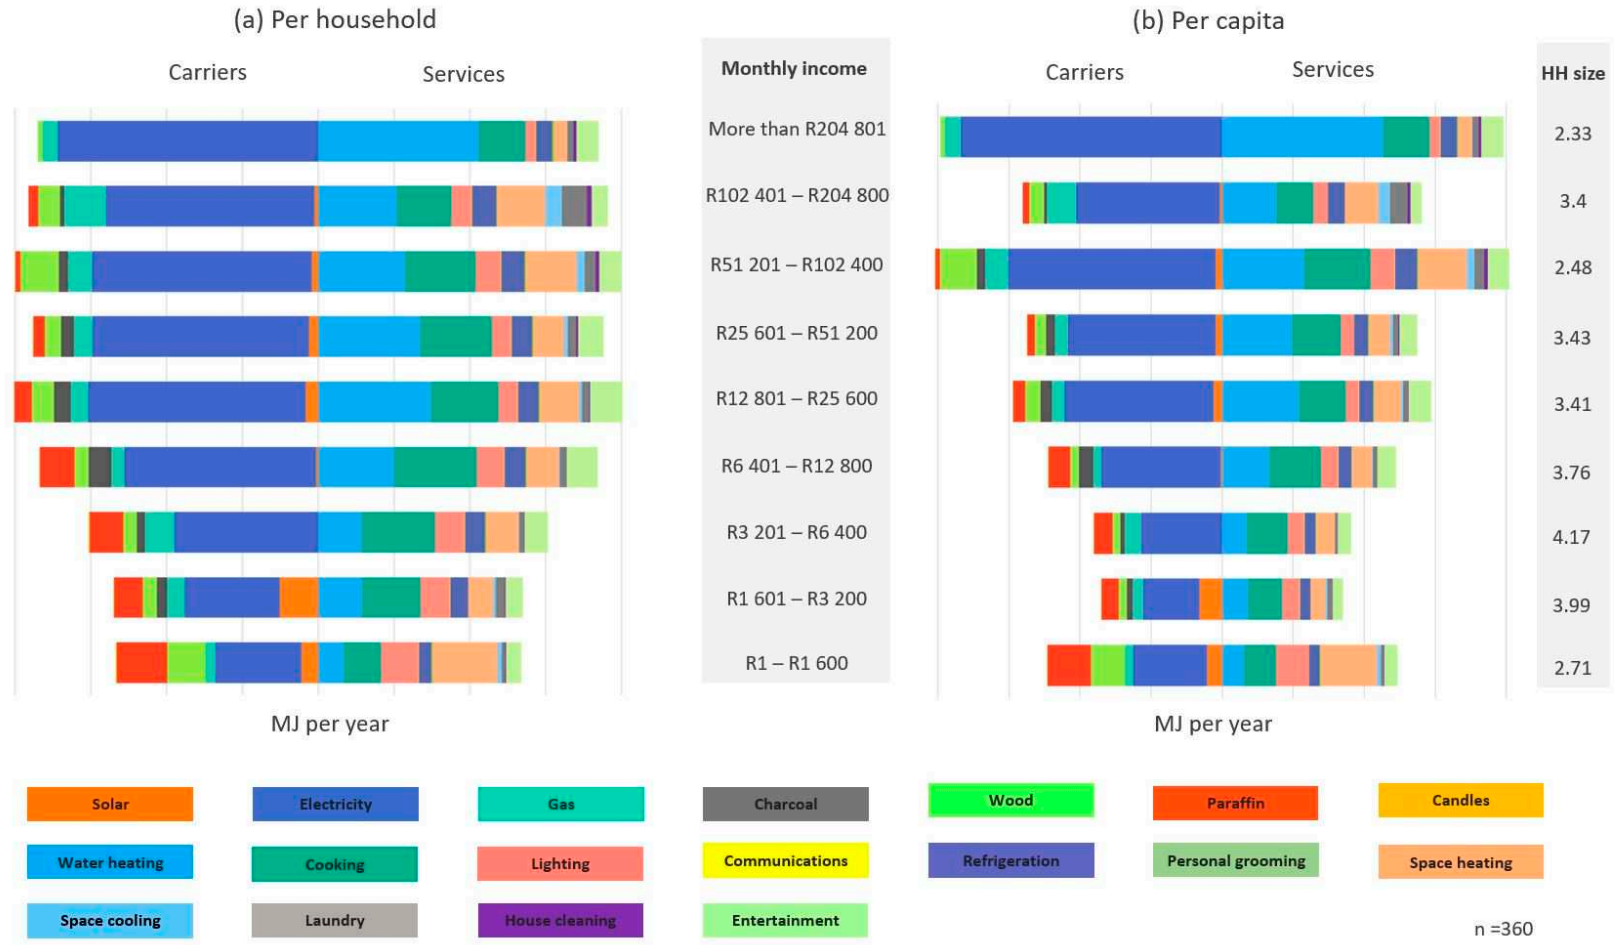 (a) Per household
(b) Per capita
Carriers
Services
Monthly income
Carriers
Services
HH size
More than R204 801
2.33
R102 401 – R204 800
3.4
R51 201 – R102 400
2.48
R25 601 – R51 200
3.43
R12 801 – R25 600
3.41
R6 401 – R12 800
3.76
R3 201 – R6 400
4.17
R1 601 – R3 200
3.99
R1 – R1 600
2.71
MJ per year
MJ per year
Solar
Electricity
Gas
Charcoal
Wood
Paraffin
Candles
Water heating
Cooking
Lighting
Communications
Refrigeration
Personal grooming
Space heating
Space cooling
Laundry
House cleaning
Entertainment
n =360